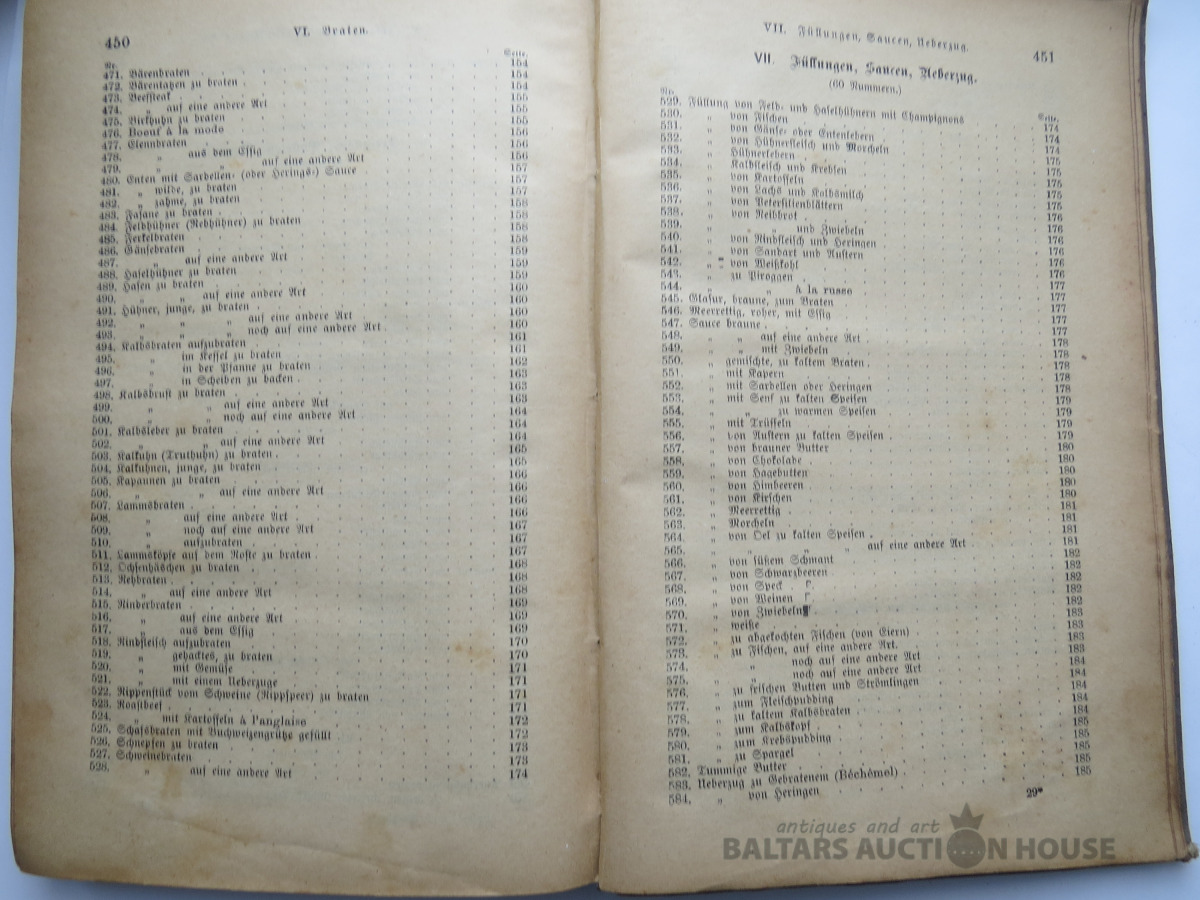 450
VI. Braten.
Nr. Seite.
471. Bärenbraten 154
472. Bärentatzen zu braten 154
473. Beefsteak 154
474. „ auf eine andere Art 155
475. Birkhuhn zu braten 155
476. Boeuf à la mode 156
477. Elennbraten 156
478. „ aus dem Essig 156
479. „ „ auf eine andere Art 157
480. Enten mit Sardellen- (oder Herings-) Sauce 157
481. „ wilde, zu braten 157
482. „ zahme, zu braten 158
483. Fasane zu braten 158
484. Feldhühner (Rebhühner) zu braten 158
485. Ferkelbraten 158
486. Gänsebraten 159
487. „ auf eine andere Art 159
488. Haselhühner zu braten 159
489. Hasen zu braten 160
490. „ „ auf eine andere Art 160
491. Hühner, junge, zu braten 160
492. „ „ „ auf eine andere Art 160
493. „ „ „ noch auf eine andere Art 161
494. Kalbsbraten aufzubraten 161
495. „ im Kessel zu braten 162
496. „ in der Pfanne zu braten 163
497. „ in Scheiben zu backen 163
498. Kalbsbrust zu braten 163
499. „ „ auf eine andere Art 164
500. „ „ noch auf eine andere Art 164
501. Kalbsleber zu braten 164
502. „ „ auf eine andere Art 165
503. Kalkuhn (Truthuhn) zu braten 165
504. Kalkuhnen, junge, zu braten 166
505. Kapaunen zu braten 166
506. „ „ auf eine andere Art 166
507. Lammsbraten 166
508. „ auf eine andere Art 167
509. „ noch auf eine andere Art 167
510. „ aufzubraten 167
511. Lammsköpfe auf dem Roste zu braten 168
512. Ochsenhäschen zu braten 168
513. Rehbraten 168
514. „ auf eine andere Art 169
515. Rinderbraten 169
516. „ auf eine andere Art 169
517. „ aus dem Essig 170
518. Rindfleisch aufzubraten 170
519. „ gehacktes, zu braten 171
520. „ mit Gemüse 171
521. „ mit einem Ueberzuge 171
522. Rippenstück vom Schweine (Rippspeer) zu braten 171
523. Roastbeef 172
524. „ mit Kartoffeln à l'anglaise 172
525. Schafsbraten mit Buchweizengrütze gefüllt 173
526. Schnepfen zu braten 173
527. Schweinebraten 174
528. „ auf eine andere Art
VII. Füllungen, Saucen, Ueberzug.
451
VII. Füllungen, Saucen, Ueberzug.
(60 Nummern.)
Nr. Seite.
529. Füllung von Feld- und Haselhühnern mit Champignons 174
530. „ von Fischen 174
531. „ von Gänse- oder Entenlebern 174
532. „ von Hühnerfleisch und Morcheln 175
533. „ Hühnerlebern 175
534. „ Kalbfleisch und Krebsen 175
535. „ von Kartoffeln 175
536. „ von Lachs und Kalbsmilch 175
537. „ von Petersilienblättern 176
538. „ von Reibbrot 176
539. „ „ „ und Zwiebeln 176
540. „ von Rindfleisch und Heringen 176
541. „ von Sandart und Austern 176
542. „ von Weißkohl 177
543. „ zu Piroggen 177
544. „ „ à la russe 177
545. Glasur, braune, zum Braten 177
546. Meerrettig, roher, mit Essig 177
547. Sauce braune 178
548. „ „ auf eine andere Art 178
549. „ „ mit Zwiebeln 178
550. „ gemischte, zu kaltem Braten 178
551. „ mit Kapern 178
552. „ mit Sardellen oder Heringen 179
553. „ mit Senf zu kalten Speisen 179
554. „ „ zu warmen Speisen 179
555. „ mit Trüffeln 179
556. „ von Austern zu kalten Speisen 180
557. „ von brauner Butter 180
558. „ von Chokolade 180
559. „ von Hagebutten 180
560. „ von Himbeeren 180
561. „ von Kirschen 181
562. „ Meerrettig 181
563. „ Morcheln 181
564. „ von Oel zu kalten Speisen 181
565. „ „ „ auf eine andere Art 182
566. „ von süßem Schmant 182
567. „ von Schwarzbeeren 182
568. „ von Speck 182
569. „ von Weinen 182
570. „ von Zwiebeln 183
571. „ weiße 183
572. „ zu abgekochten Fischen (von Eiern) 183
573. „ zu Fischen, auf eine andere Art. 183
574. „ „ noch auf eine andere Art 184
575. „ „ noch auf eine andere Art 184
576. „ zu frischen Butten und Strömlingen 184
577. „ zum Fleischpudding 184
578. „ zu kaltem Kalbsbraten 184
579. „ zum Kalbskopf 185
580. „ zum Krebspudding 185
581. „ zu Spargel 185
582. Tummige Butter 185
583. Ueberzug zu Gebratenem (Béchémel) 185
584. „ von Heringen
29*
antiques and art
BALTARS AUCTION HOUSE